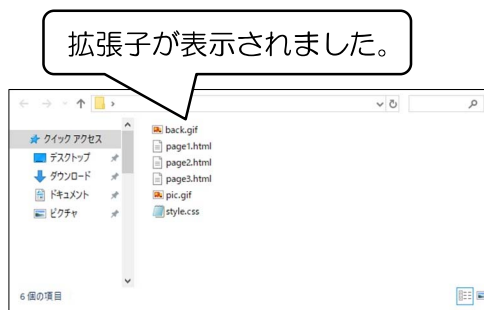 拡張子が表示されました。
クイック アクセス
デスクトップ
ダウンロード
ドキュメント
ピクチャ
back.gif
page1.html
page2.html
page3.html
pic.gif
style.css
6 個の項目